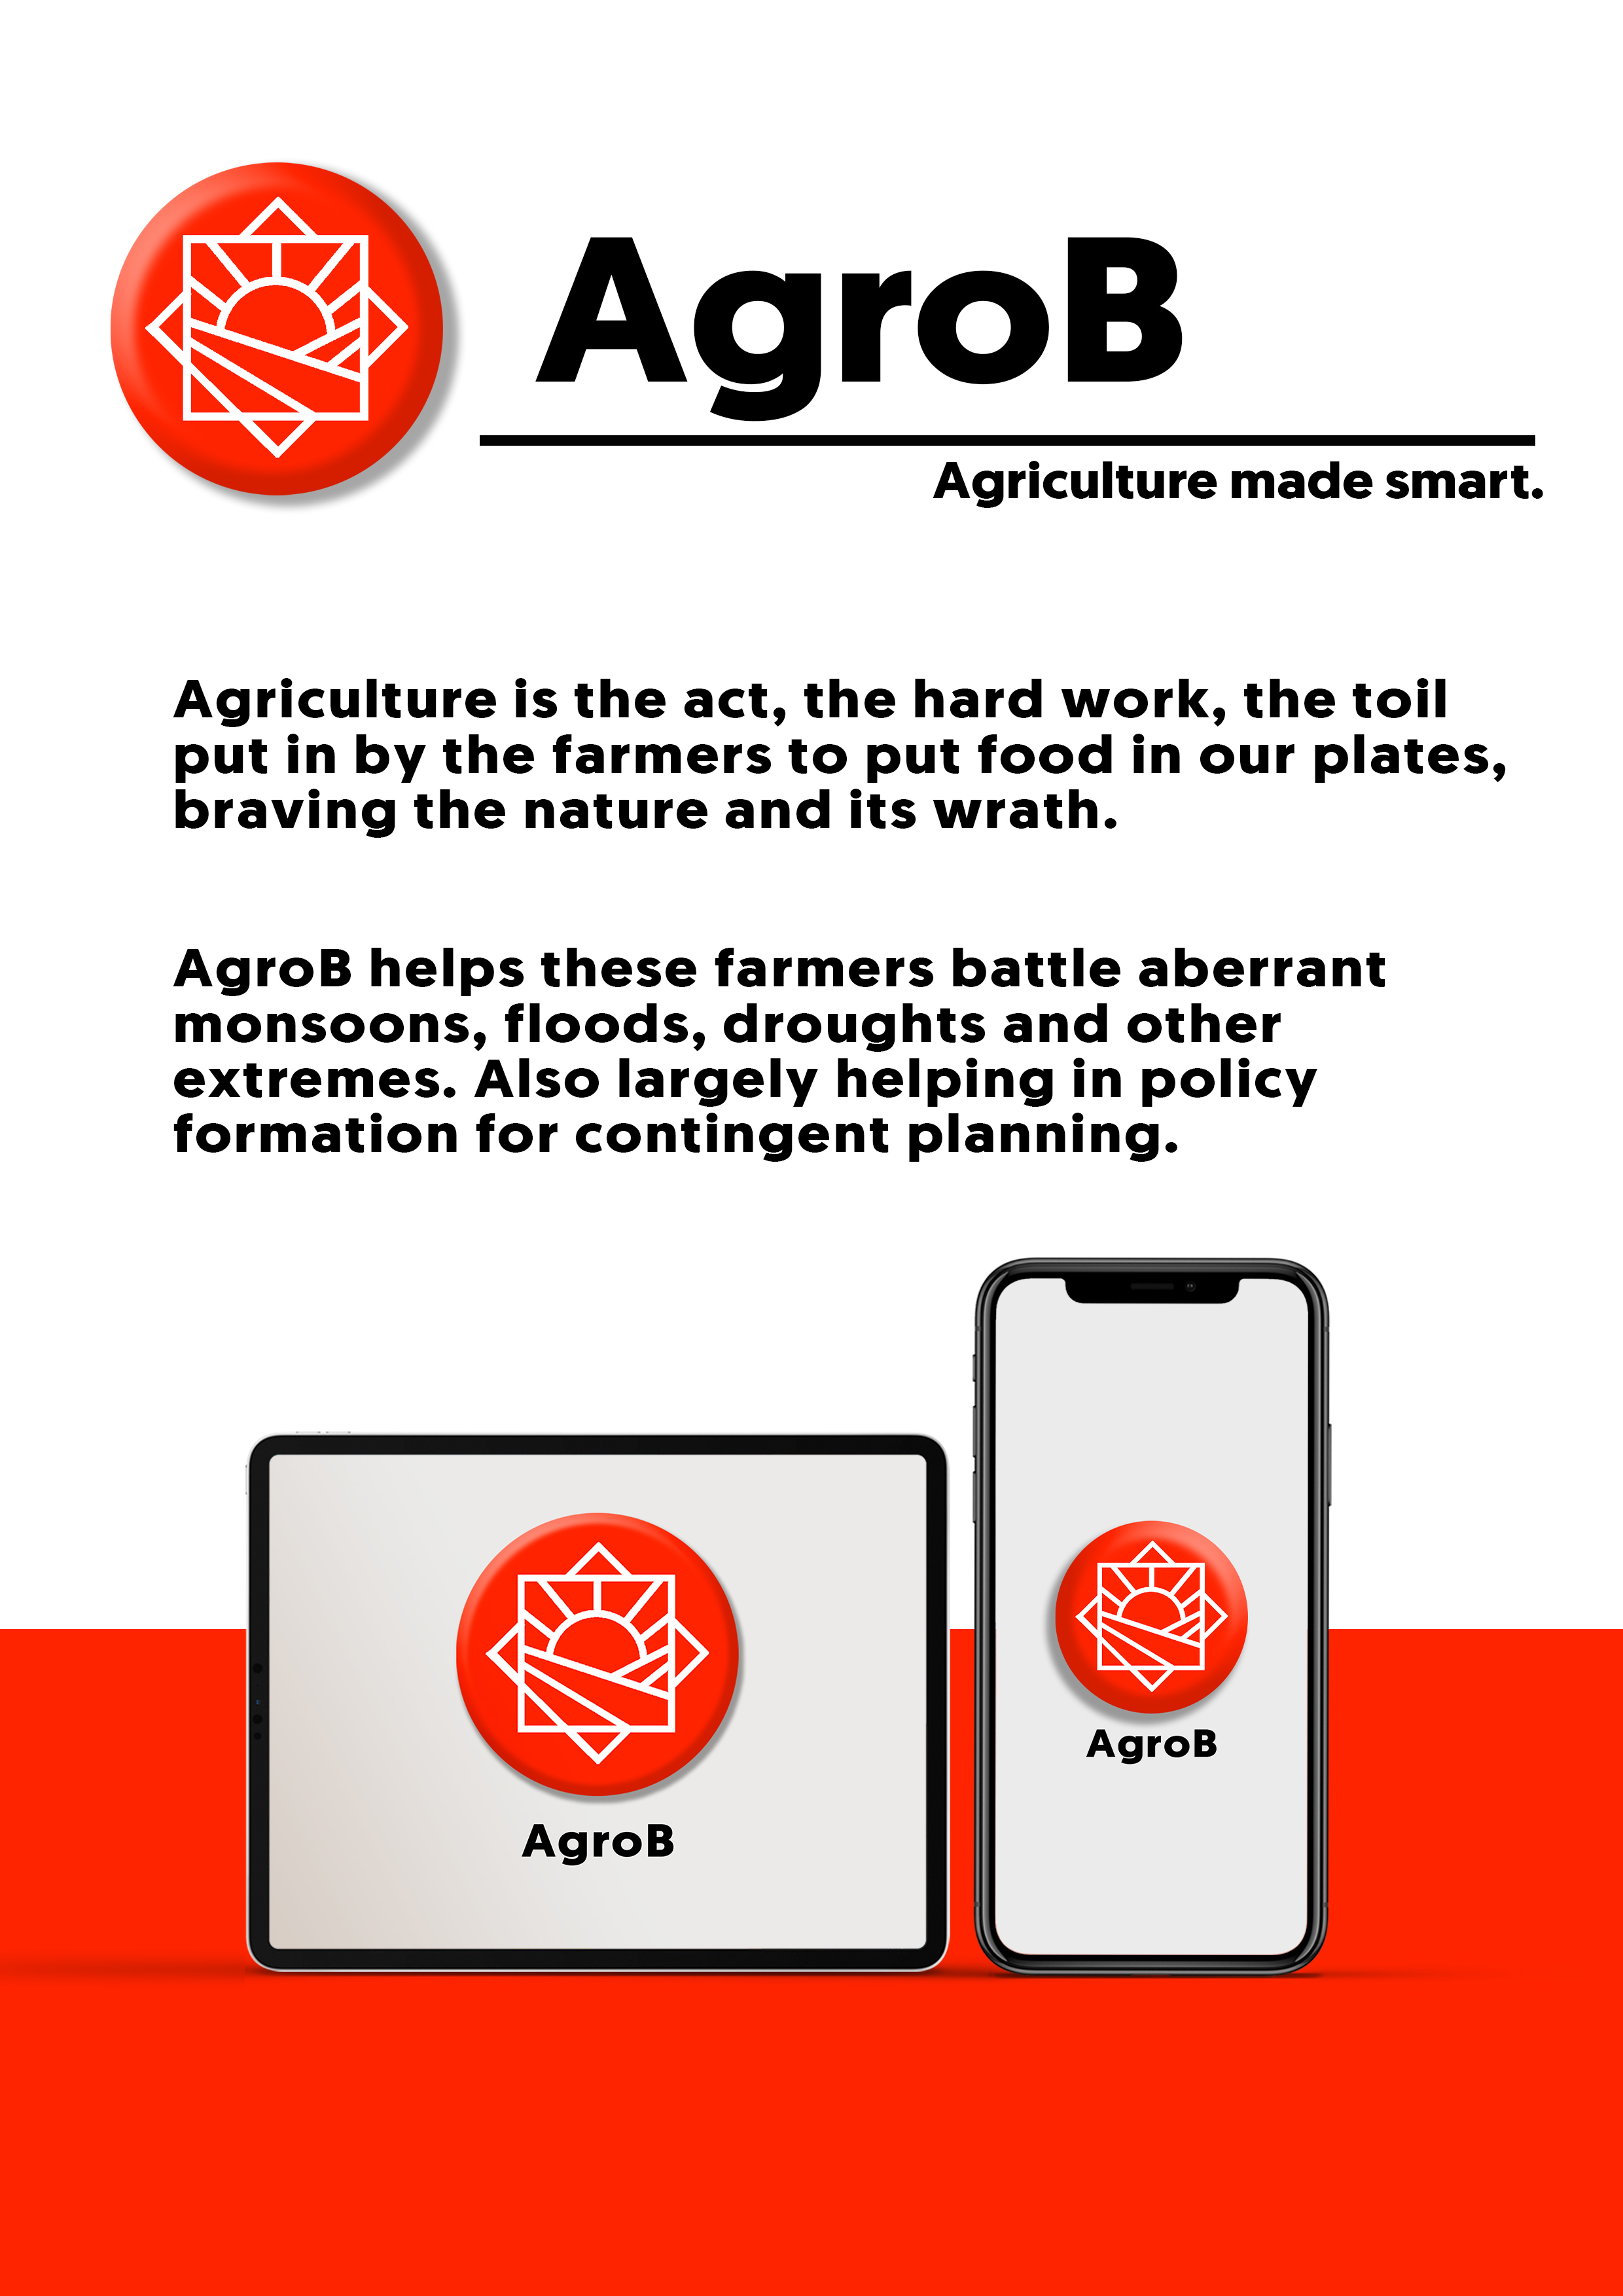 AgroB
Agriculture made smart.
Agriculture is the act, the hard work, the toil
put in by the farmers to put food in our plates,
braving the nature and its wrath.
AgroB helps these farmers battle aberrant
monsoons, floods, droughts and other
extremes. Also largely helping in policy
formation for contingent planning.
AgroB
AgroB